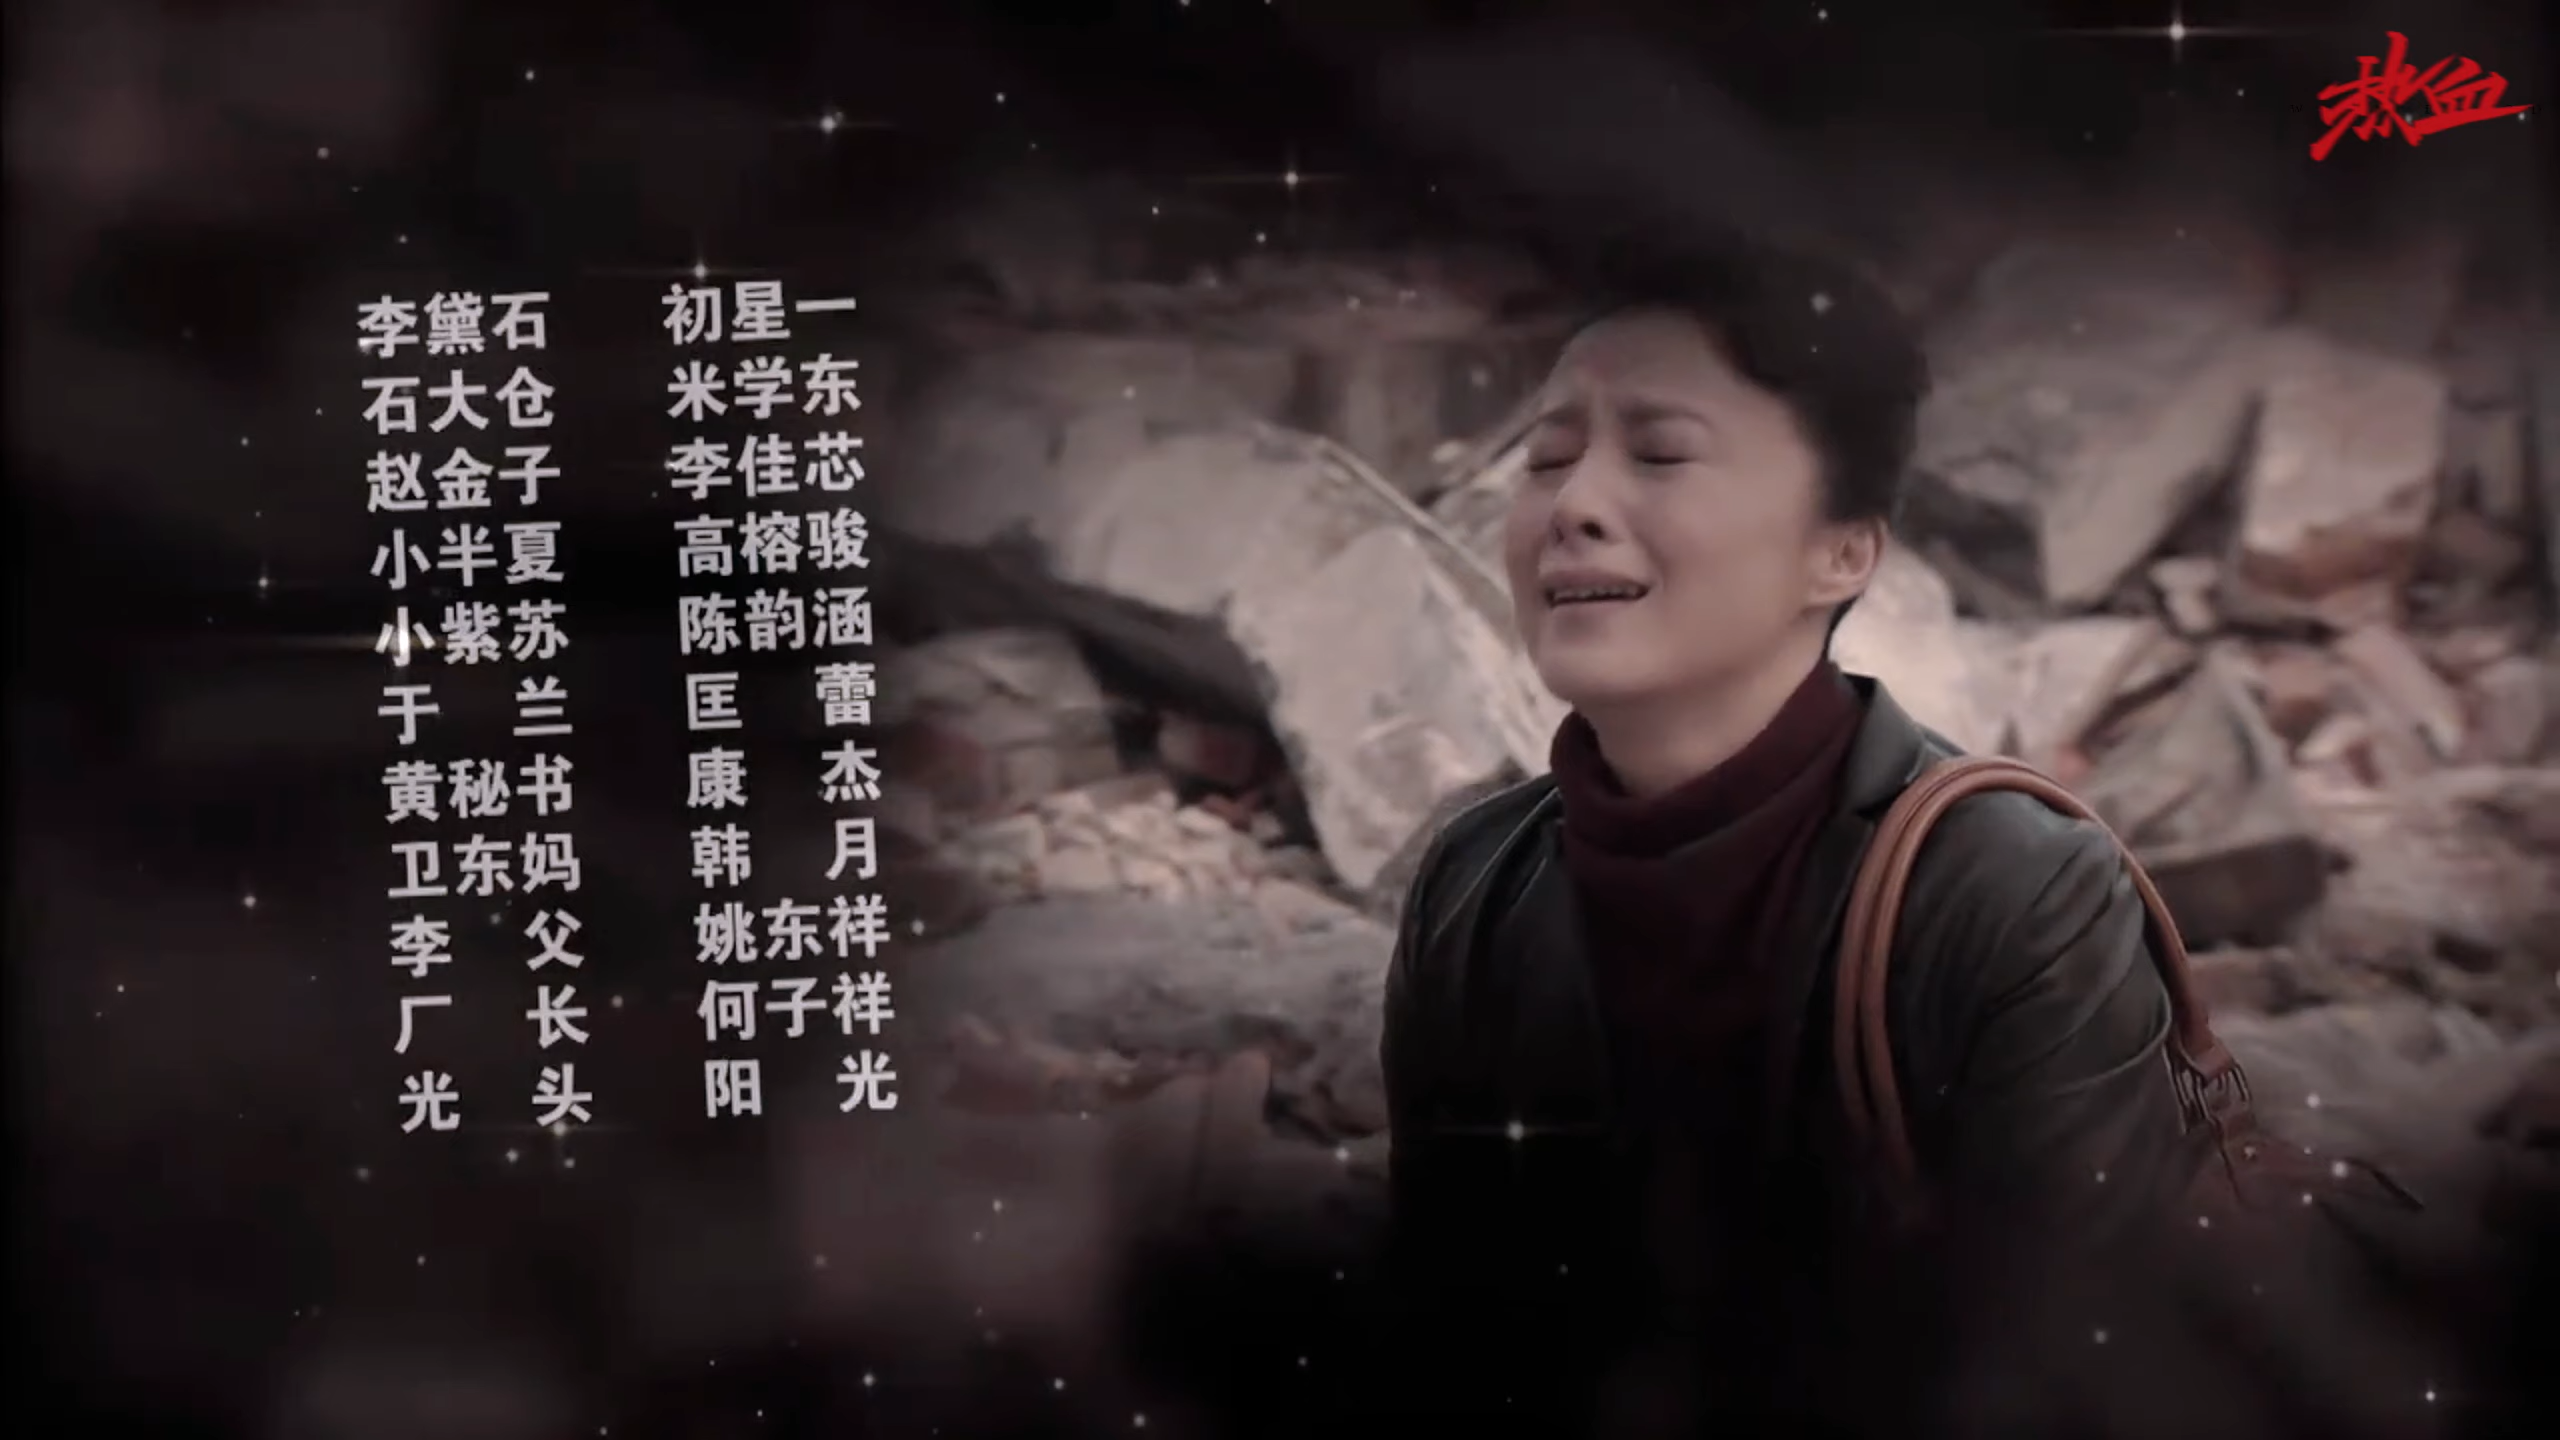 热血
李黛石 初星一
石大仓 米学东
赵金子 李佳芯
小半夏 高榕骏
小紫苏 陈韵涵
于兰 匡蕾
黄秘书 康杰
卫东妈 韩月
李父 姚东祥
厂长 何子祥
光头 阳光